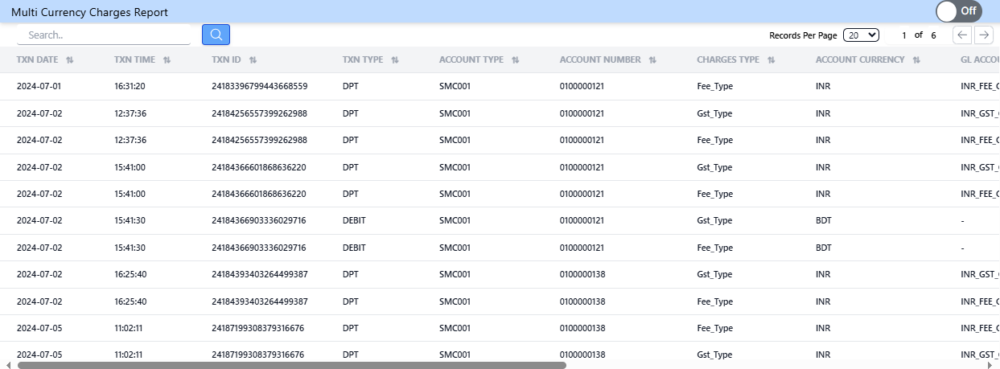 Multi Currency Charges Report Off
Search.. Records Per Page 20 1 of 6
TXN DATE TXN TIME TXN ID TXN TYPE ACCOUNT TYPE ACCOUNT NUMBER CHARGES TYPE ACCOUNT CURRENCY GL ACCOU
2024-07-01 16:31:20 24183396799443668559 DPT SMC001 0100000121 Fee_Type INR INR_FEE_C
2024-07-02 12:37:36 24184256557399262988 DPT SMC001 0100000121 Gst_Type INR INR_GST_
2024-07-02 12:37:36 24184256557399262988 DPT SMC001 0100000121 Fee_Type INR INR_FEE_C
2024-07-02 15:41:00 24184366601868636220 DPT SMC001 0100000121 Gst_Type INR INR_GST_
2024-07-02 15:41:00 24184366601868636220 DPT SMC001 0100000121 Fee_Type INR INR_FEE_C
2024-07-02 15:41:30 24184366903336029716 DEBIT SMC001 0100000121 Gst_Type BDT -
2024-07-02 15:41:30 24184366903336029716 DEBIT SMC001 0100000121 Fee_Type BDT -
2024-07-02 16:25:40 24184393403264499387 DPT SMC001 0100000138 Gst_Type INR INR_GST_
2024-07-02 16:25:40 24184393403264499387 DPT SMC001 0100000138 Fee_Type INR INR_FEE_C
2024-07-05 11:02:11 24187199308379316676 DPT SMC001 0100000138 Fee_Type INR INR_FEE_C
2024-07-05 11:02:11 24187199308379316676 DPT SMC001 0100000138 Gst_Type INR INR_GST_